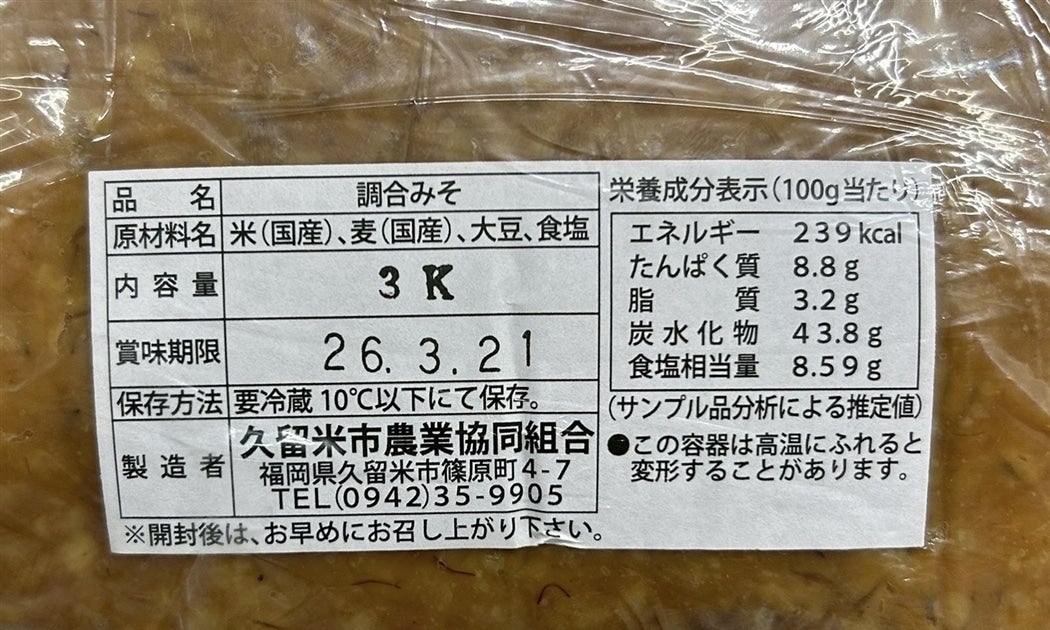 品名 調合みそ
原材料名 米(国産)、麦(国産)、大豆、食塩
内容量 3 K
賞味期限 26.3.21
保存方法 要冷蔵 10℃以下にて保存。
製造者 久留米市農業協同組合
福岡県久留米市篠原町4-7
TEL(0942)35-9905
※開封後は、お早めにお召し上がり下さい。
栄養成分表示(100g当たり)
エネルギー 239kcal
たんぱく質 8.8g
脂質 3.2g
炭水化物 43.8g
食塩相当量 8.59g
(サンプル品分析による推定値)
●この容器は高温にふれると
変形することがあります。